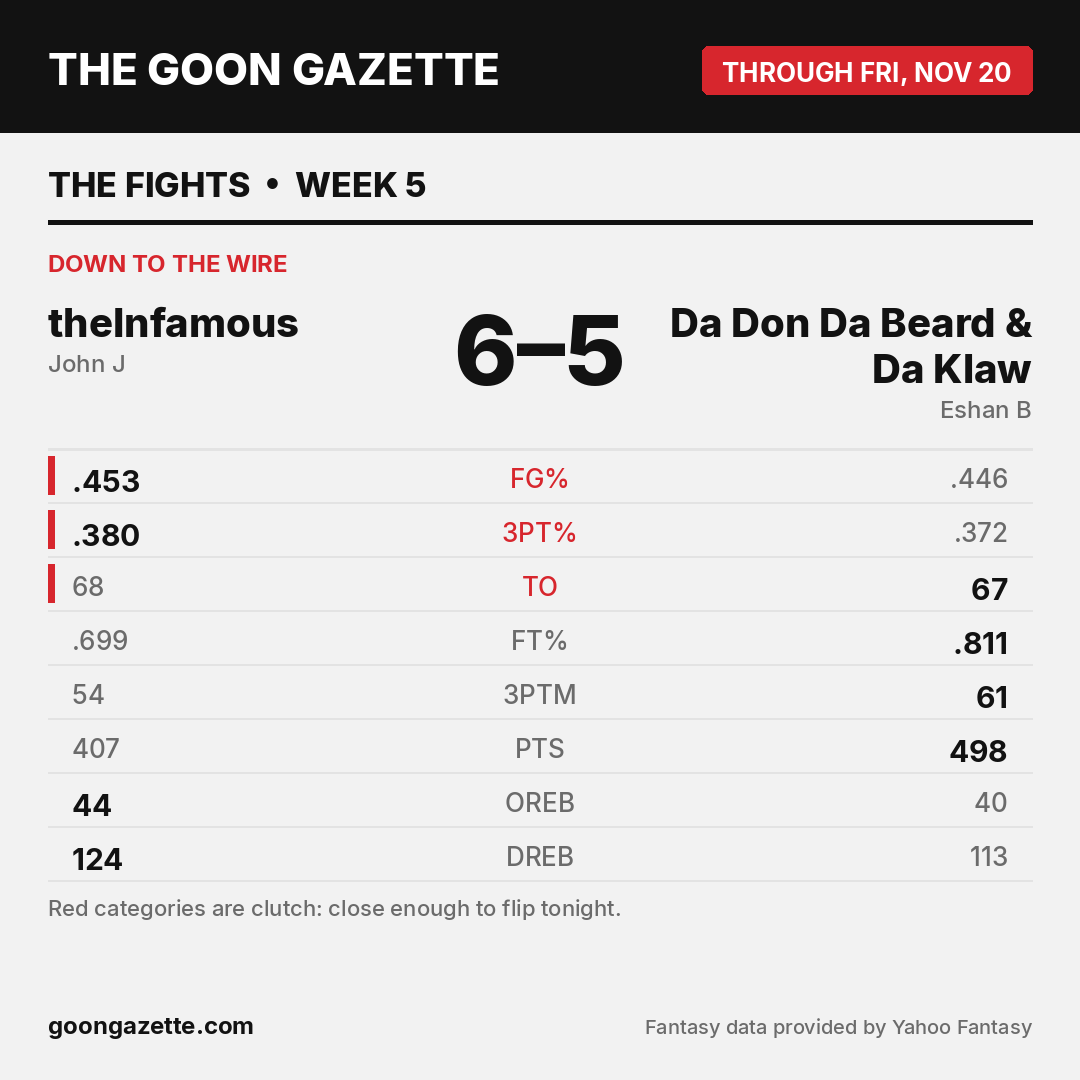 THE GOON GAZETTE
THROUGH FRI, NOV 20
THE FIGHTS • WEEK 5
DOWN TO THE WIRE
theInfamous
John J
6–5
Da Don Da Beard &
Da Klaw
Eshan B
.453 FG% .446
.380 3PT% .372
68 TO 67
.699 FT% .811
54 3PTM 61
407 PTS 498
44 OREB 40
124 DREB 113
Red categories are clutch: close enough to flip tonight.
goongazette.com
Fantasy data provided by Yahoo Fantasy